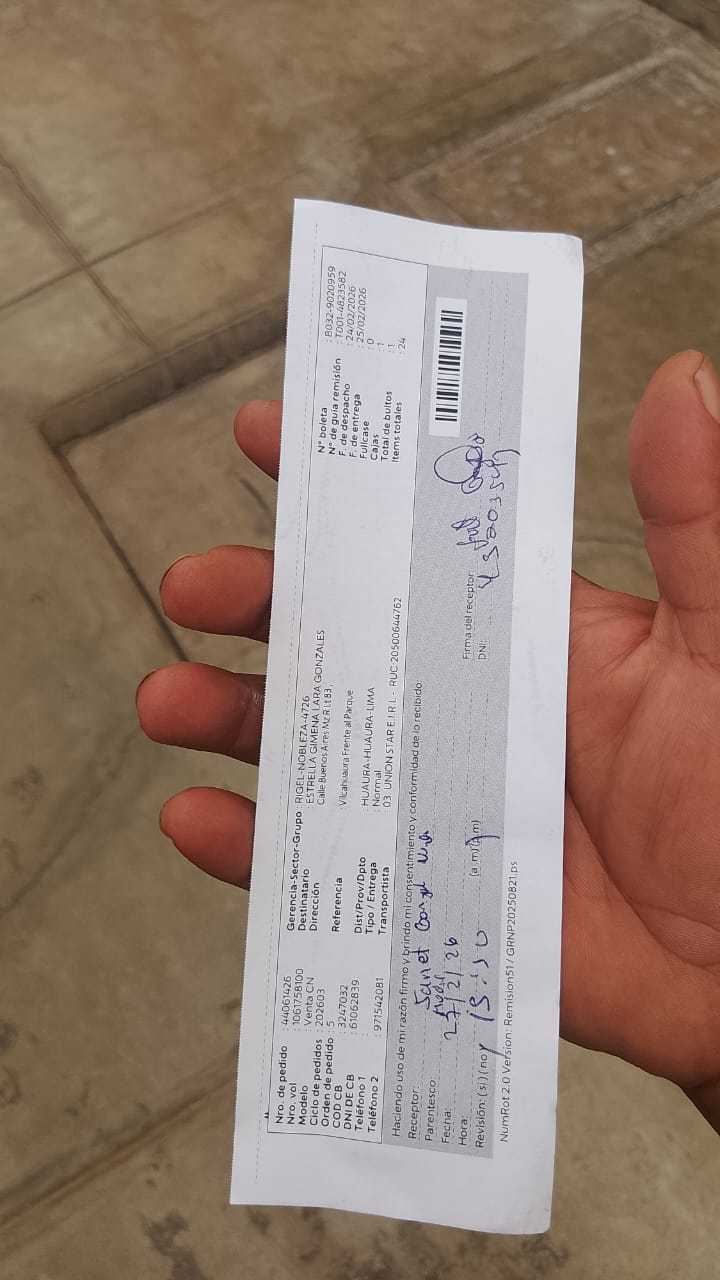 Nro. de pedido : 44061426
Nro. vol : 1061758100
Modelo : Venta CN
Ciclo de pedidos : 202603
Orden de pedido : 5
COD CB : 3247032
DNI DE CB : 61062839
Teléfono 1 :
Teléfono 2 : 971542081
Gerencia-Sector-Grupo : RIGEL-NOBLEZA-4726
Destinatario : ESTRELLA GIMENA LARA GONZALES
Dirección : Calle Buenos Aires Mz R Lt 83 ,
Referencia : Vilcahuaura Frente al Parque
Dist/Prov/Dpto : HUAURA-HUAURA-LIMA
Tipo / Entrega : Normal
Transportista : 03. UNION STAR E.I.R.L - RUC:20500644762
N° boleta : B032-9020959
N° de guía remisión : T001-4823582
F. de despacho : 24/02/2026
F. de entrega : 25/02/2026
Fullcase : 0
Cajas : 1
Total de bultos : 1
Items totales : 24
Haciendo uso de mi razón firmo y brindo mi consentimiento y conformidad de lo recibido
Receptor: Janet
Parentesco:
Fecha: 27/2/26
Hora: (a.m)(p.m)
Revisión: (si) (no)
Firma del receptor:
DNI:
NumRot 2.0 Version: Remision51 / GRNP20250821.ps